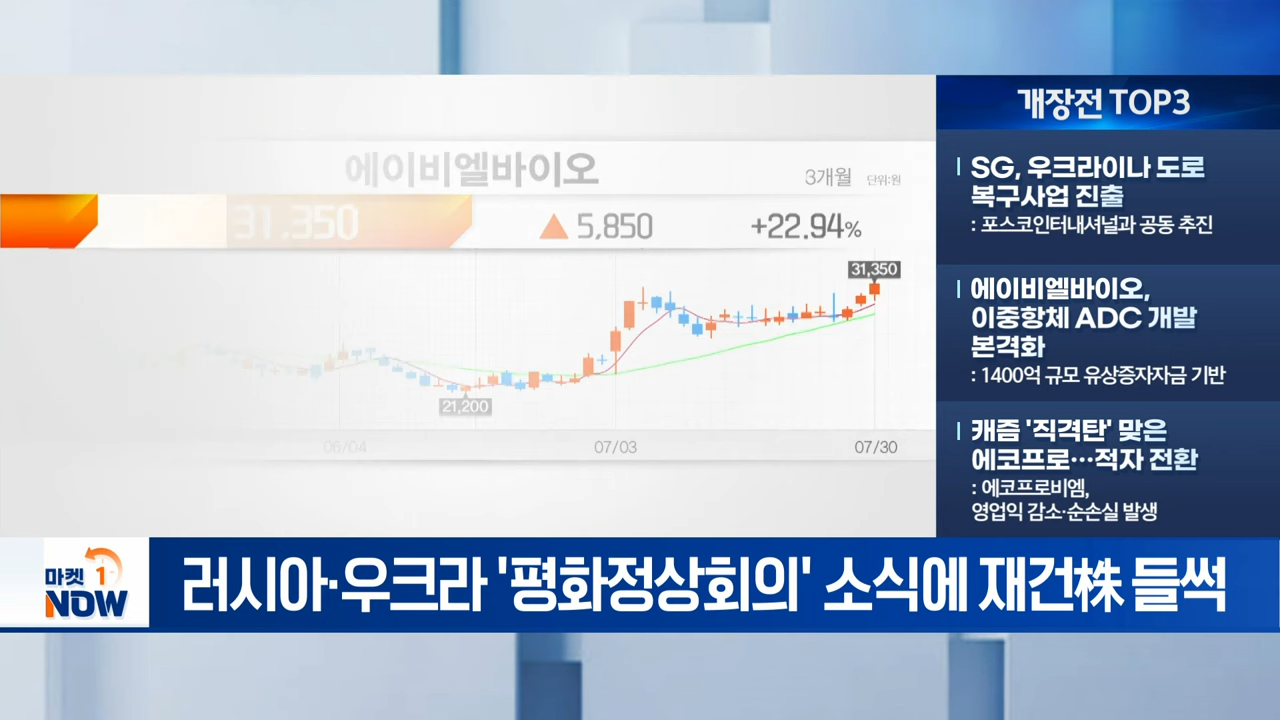 개장전 TOP3
에이비엘바이오
3개월 단위:원
31,350 ▲ 5,850 +22.94%
31,350
21,200
06/04 07/03 07/30
SG, 우크라이나 도로
복구사업 진출
: 포스코인터내셔널과 공동 추진
에이비엘바이오,
이중항체 ADC 개발
본격화
: 1400억 규모 유상증자자금 기반
캐즘 '직격탄' 맞은
에코프로…적자 전환
: 에코프로비엠,
영업익 감소·순손실 발생
마켓 1
NOW
러시아·우크라 '평화정상회의' 소식에 재건株 들썩